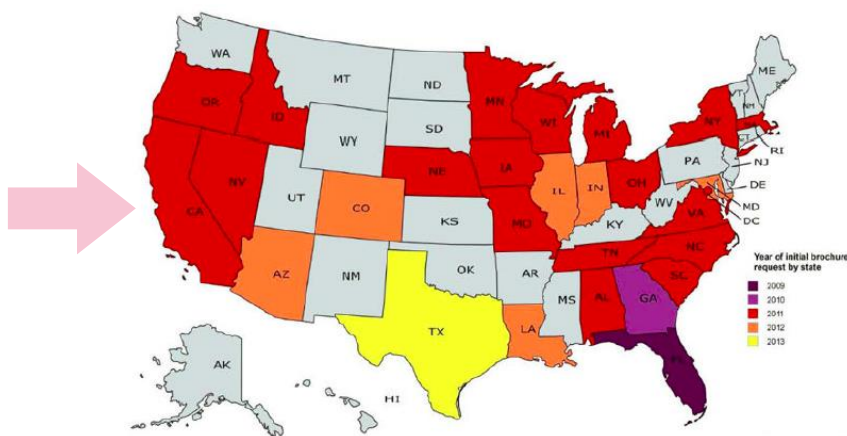 WA
MT
ND
MN
ME
VT
NH
OR
ID
SD
WI
MI
NY
WY
RI
CT
NJ
PA
NE
IA
NV
UT
CO
IL
IN
OH
DE
MD
DC
WV
VA
CA
KS
MO
KY
NC
TN
AZ
NM
OK
AR
SC
MS
AL
GA
TX
LA
FL
AK
HI
Year of initial brochure
request by state
2009
2010
2011
2012
2013